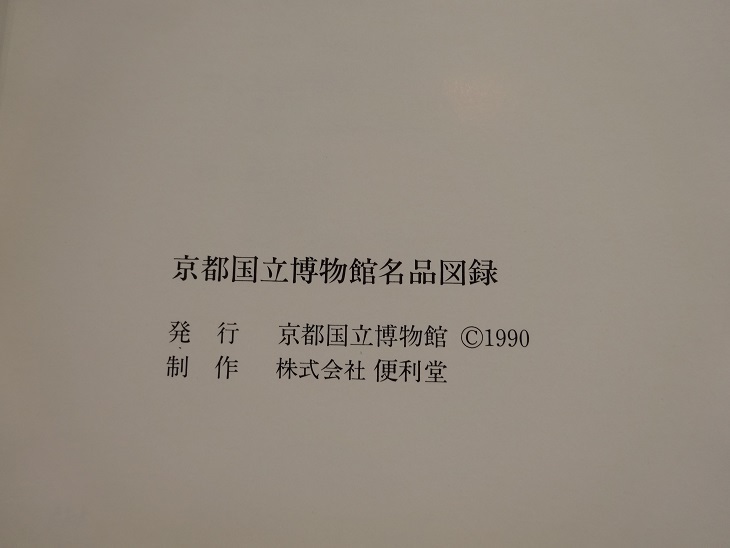 京都国立博物館名品図録
発 行 京都国立博物館 ©1990
制 作 株式会社 便利堂